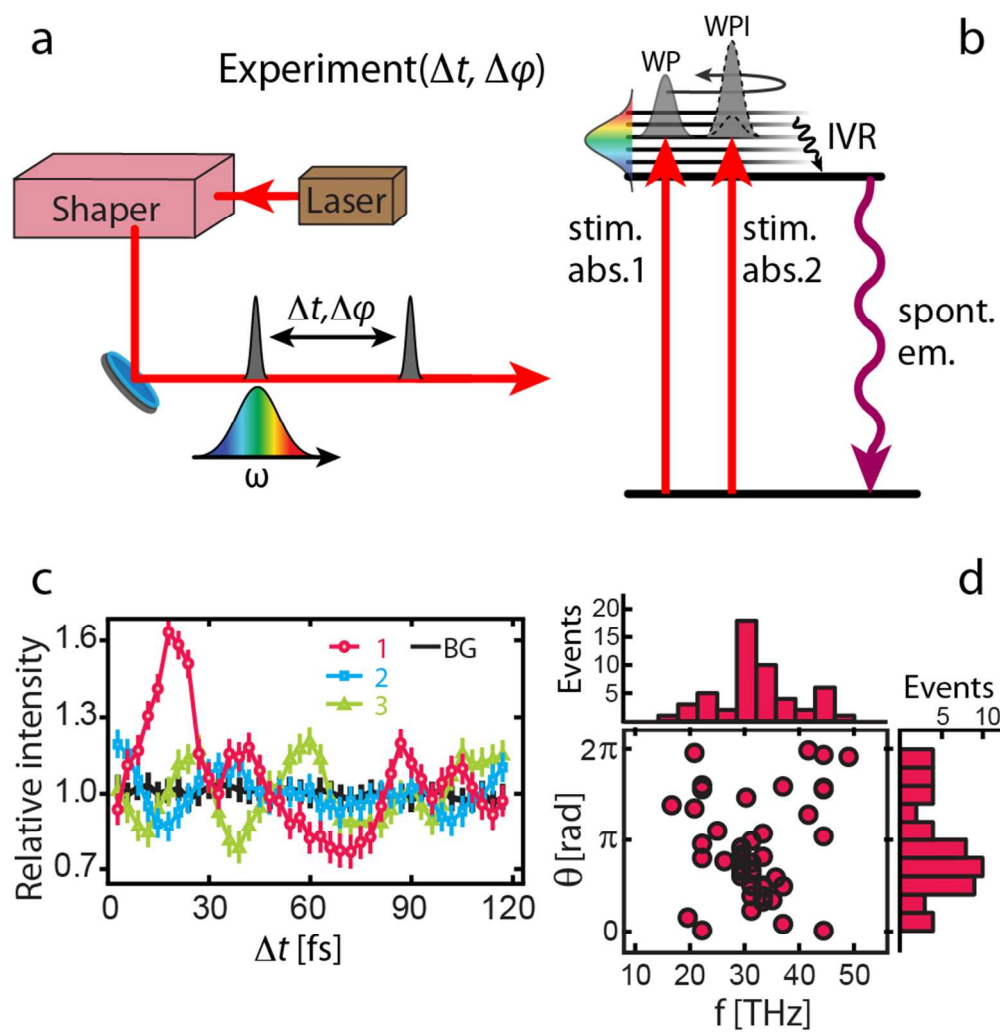 a
Experiment(Δt, Δφ)
Shaper
Laser
Δt,Δφ
ω
b
WP
WPI
IVR
stim.
abs.1
stim.
abs.2
spont.
em.
c
Relative intensity
1.6
1.3
1.0
0.7
1
2
3
BG
0
30
60
90
120
Δt [fs]
d
Events
20
15
10
5
Events
5
10
θ [rad]
2π
π
0
10
20
30
40
50
f [THz]